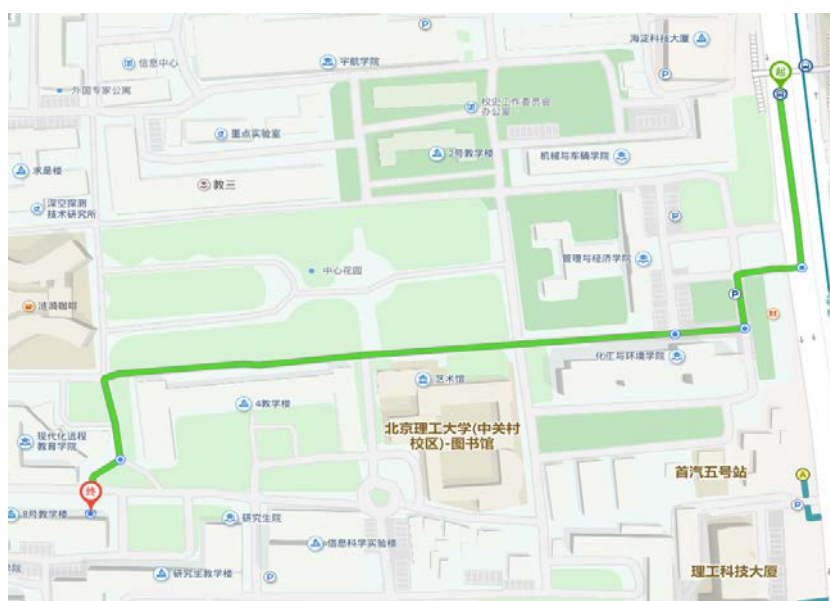 P
海淀科技大厦
起
信息中心
宇航学院
P
外国专家公寓
校史工作委员会
办公室
重点实验室
2号教学楼
机械与车辆学院
求是楼
教三
深空探测
技术研究所
P
管理与经济学院
中心花园
P
涟漪咖啡
化工与环境学院
艺术馆
4教学楼
北京理工大学(中关村
校区)-图书馆
现代化远程
教育学院
首汽五号站
A
终
P
8号教学楼
研究生院
信息科学实验楼
学院
研究生教学楼
P
理工科技大厦